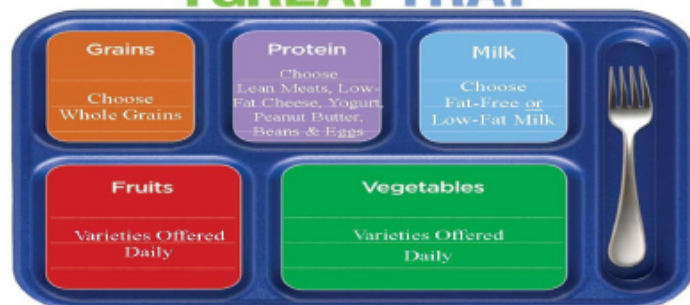 Grains
Choose
Whole Grains
Protein
Choose
Lean Meats, Low-
Fat Cheese, Yogurt,
Peanut Butter,
Beans & Eggs
Milk
Choose
Fat-Free or
Low-Fat Milk
Fruits
Varieties Offered
Daily
Vegetables
Varieties Offered
Daily